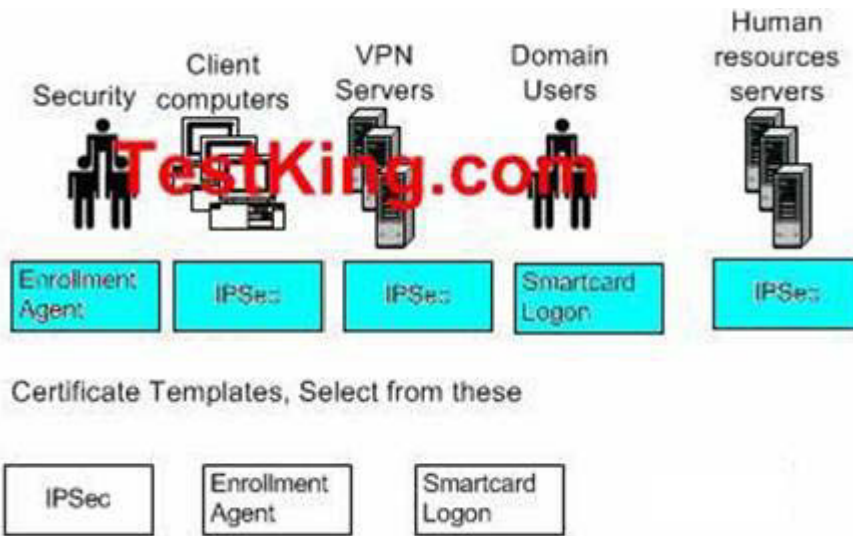 Security
Client
computers
VPN
Servers
Domain
Users
Human
resources
servers
TestKing.com
Enrollment
Agent
IPSec
IPSec
Smartcard
Logon
IPSec
Certificate Templates, Select from these
IPSec
Enrollment
Agent
Smartcard
Logon